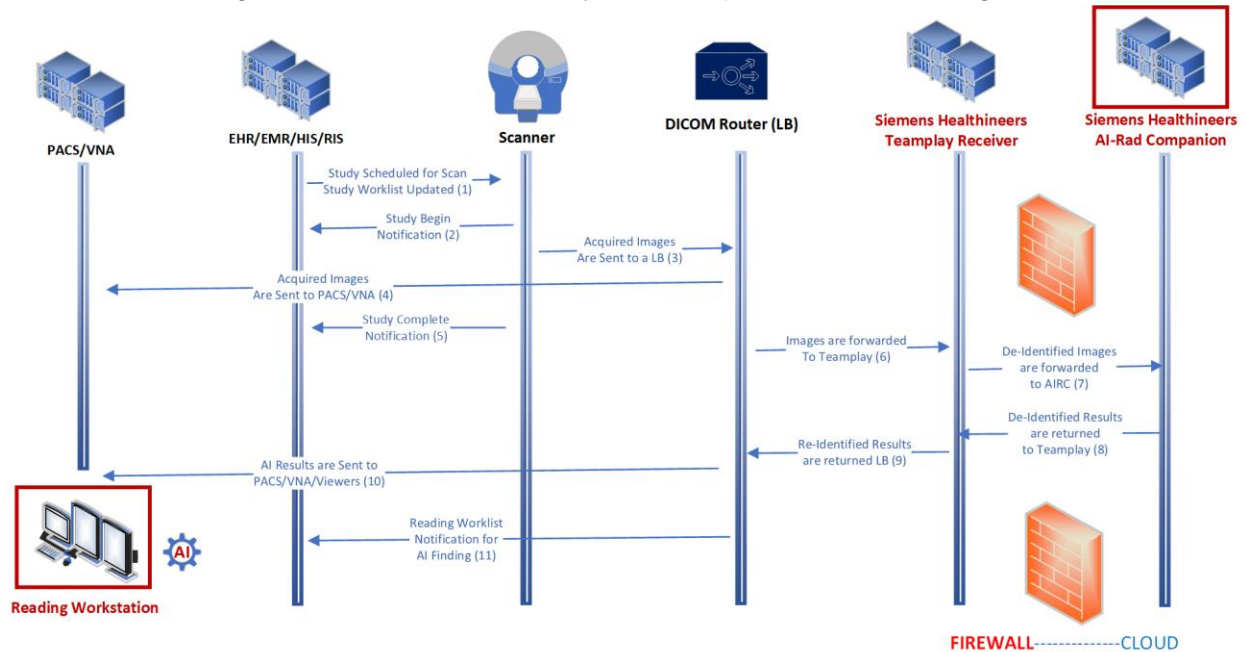 PACS/VNA
EHR/EMR/HIS/RIS
Scanner
DICOM Router (LB)
Siemens Healthineers
Teamplay Receiver
Siemens Healthineers
AI-Rad Companion
Study Scheduled for Scan
Study Worklist Updated (1)
Study Begin
Notification (2)
Acquired Images
Are Sent to a LB (3)
Acquired Images
Are Sent to PACS/VNA (4)
Study Complete
Notification (5)
Images are forwarded
To Teamplay (6)
De-Identified Images
are forwarded
to AIRC (7)
De-Identified Results
are returned
to Teamplay (8)
Re-Identified Results
are returned LB (9)
AI Results are Sent to
PACS/VNA/Viewers (10)
Reading Worklist
Notification for
AI Finding (11)
AI
Reading Workstation
FIREWALL--------------CLOUD